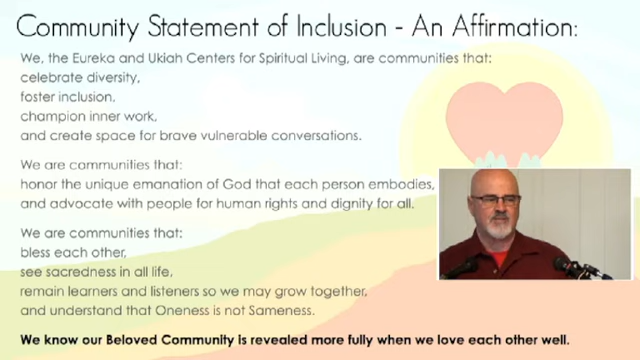 Community Statement of Inclusion - An Affirmation:
We, the Eureka and Ukiah Centers for Spiritual Living, are communities that:
celebrate diversity,
foster inclusion,
champion inner work,
and create space for brave vulnerable conversations.
We are communities that:
honor the unique emanation of God that each person embodies,
and advocate with people for human rights and dignity for all.
We are communities that:
bless each other,
see sacredness in all life,
remain learners and listeners so we may grow together,
and understand that Oneness is not Sameness.
We know our Beloved Community is revealed more fully when we love each other well.